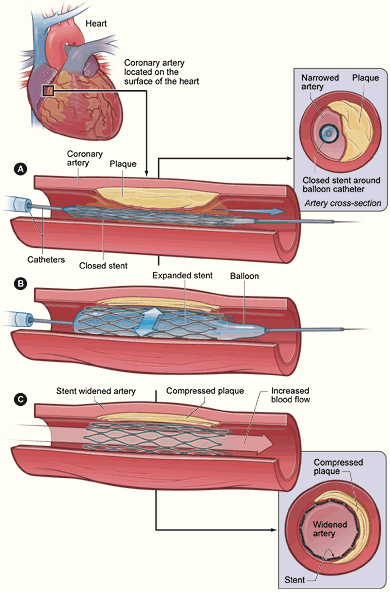 Heart
Coronary artery
located on the
surface of the heart
Narrowed
artery
Plaque
Closed stent around
balloon catheter
Artery cross-section
A
Coronary
artery
Plaque
Catheters
Closed stent
B
Expanded stent
Balloon
C
Stent widened artery
Compressed plaque
Increased
blood flow
Compressed
plaque
Widened
artery
Stent